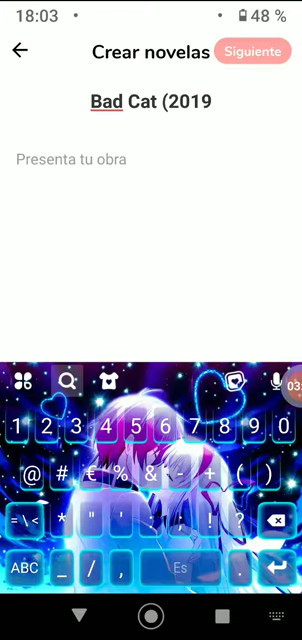 18:03 • • 48 %
Crear novelas Siguiente
Bad Cat (2019
Presenta tu obra
03:
1 2 3 4 5 6 7 8 9 0
@ # € % & - + ( )
= \ < * " ' : ; ! ?
ABC _ / , Es .